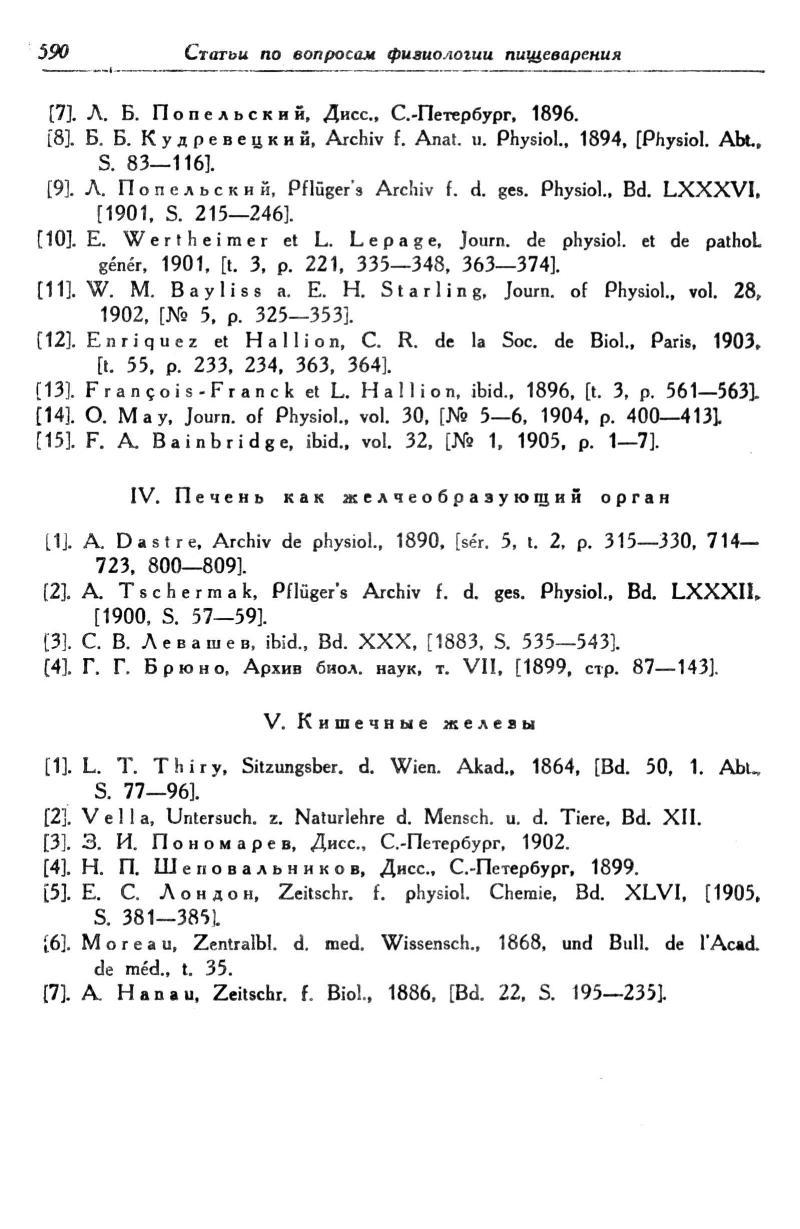 590 Статьи по вопросам физиологии пищеварения
[7]. Л. Б. Попельский, Дисс., С.-Петербург, 1896.
[8]. Б. Б. Кудревецкий, Archiv f. Anat. u. Physiol., 1894, [Physiol. Abt.,
S. 83—116].
[9]. Л. Попельский, Pflüger's Archiv f. d. ges. Physiol., Bd. LXXXVI,
[1901, S. 215—246].
[10]. E. Wertheimer et L. Lepage, Journ. de physiol. et de pathol.
génér, 1901, [t. 3, p. 221, 335—348, 363—374].
[11]. W. M. Bayliss a. E. H. Starling, Journ. of Physiol., vol. 28,
1902, [№ 5, p. 325—353].
[12]. Enriquez et Hallion, C. R. de la Soc. de Biol., Paris, 1903,
[t. 55, p. 233, 234, 363, 364].
[13]. François-Franck et L. Hallion, ibid., 1896, [t. 3, p. 561—563].
[14]. O. May, Journ. of Physiol., vol. 30, [№ 5—6, 1904, p. 400—413].
[15]. F. A. Bainbridge, ibid., vol. 32, [№ 1, 1905, p. 1—7].
IV. Печень как желчеобразующий орган
[1]. A. Dastre, Archiv de physiol., 1890, [sér. 5, t. 2, p. 315—330, 714—
723, 800—809].
[2]. A. Tschermak, Pflüger's Archiv f. d. ges. Physiol., Bd. LXXXII,
[1900, S. 57—59].
[3]. С. В. Левашев, ibid., Bd. XXX, [1883, S. 535—543].
[4]. Г. Г. Брюно, Архив биол. наук, т. VII, [1899, стр. 87—143].
V. Кишечные железы
[1]. L. T. Thiry, Sitzungsber. d. Wien. Akad., 1864, [Bd. 50, 1. Abt.,
S. 77—96].
[2]. Vella, Untersuch. z. Naturlehre d. Mensch. u. d. Tiere, Bd. XII.
[3]. З. И. Пономарев, Дисс., С.-Петербург, 1902.
[4]. Н. П. Шеповальников, Дисс., С.-Петербург, 1899.
[5]. Е. С. Лондон, Zeitschr. f. physiol. Chemie, Bd. XLVI, [1905,
S. 381—385].
[6]. Moreau, Zentralbl. d. med. Wissensch., 1868, und Bull. de l'Acad.
de méd., t. 35.
[7]. A. Hanau, Zeitschr. f. Biol., 1886, [Bd. 22, S. 195—235].